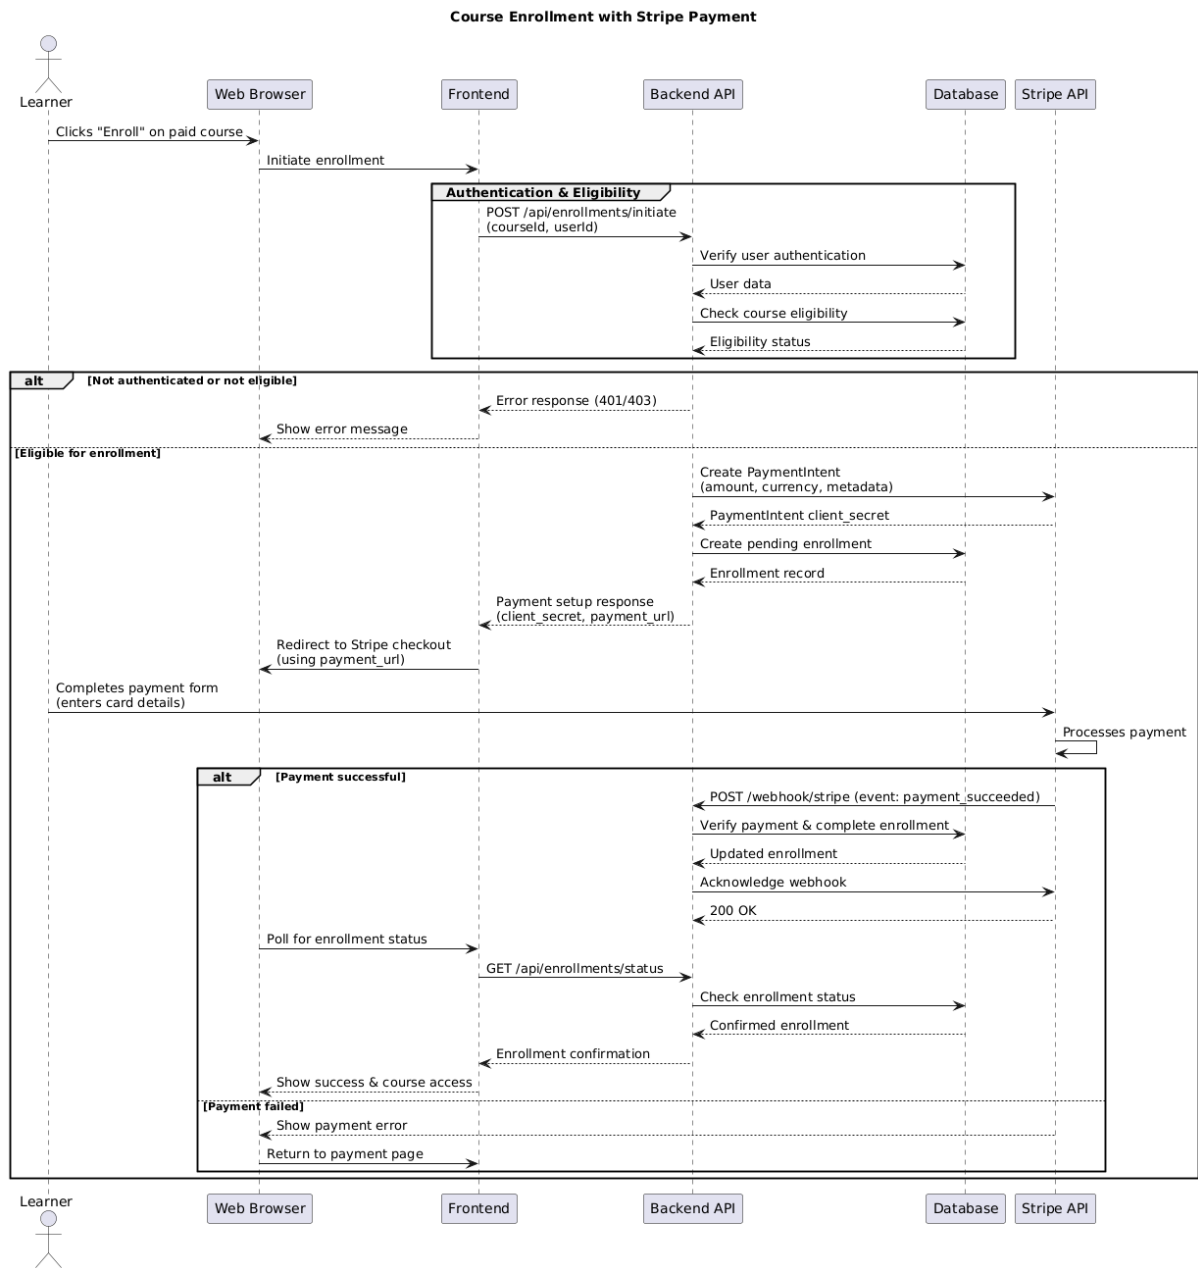 Course Enrollment with Stripe Payment
Learner
Web Browser
Frontend
Backend API
Database
Stripe API
Clicks "Enroll" on paid course
Initiate enrollment
Authentication & Eligibility
POST /api/enrollments/initiate
(courseId, userId)
Verify user authentication
User data
Check course eligibility
Eligibility status
alt
[Not authenticated or not eligible]
Error response (401/403)
Show error message
[Eligible for enrollment]
Create PaymentIntent
(amount, currency, metadata)
PaymentIntent client_secret
Create pending enrollment
Enrollment record
Payment setup response
(client_secret, payment_url)
Redirect to Stripe checkout
(using payment_url)
Completes payment form
(enters card details)
Processes payment
alt
[Payment successful]
POST /webhook/stripe (event: payment_succeeded)
Verify payment & complete enrollment
Updated enrollment
Acknowledge webhook
200 OK
Poll for enrollment status
GET /api/enrollments/status
Check enrollment status
Confirmed enrollment
Enrollment confirmation
Show success & course access
[Payment failed]
Show payment error
Return to payment page
Learner
Web Browser
Frontend
Backend API
Database
Stripe API